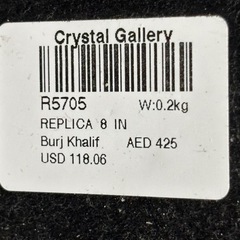 Crystal Gallery
R5705 W:0.2kg
REPLICA 8 IN
Burj Khalif AED 425
USD 118.06